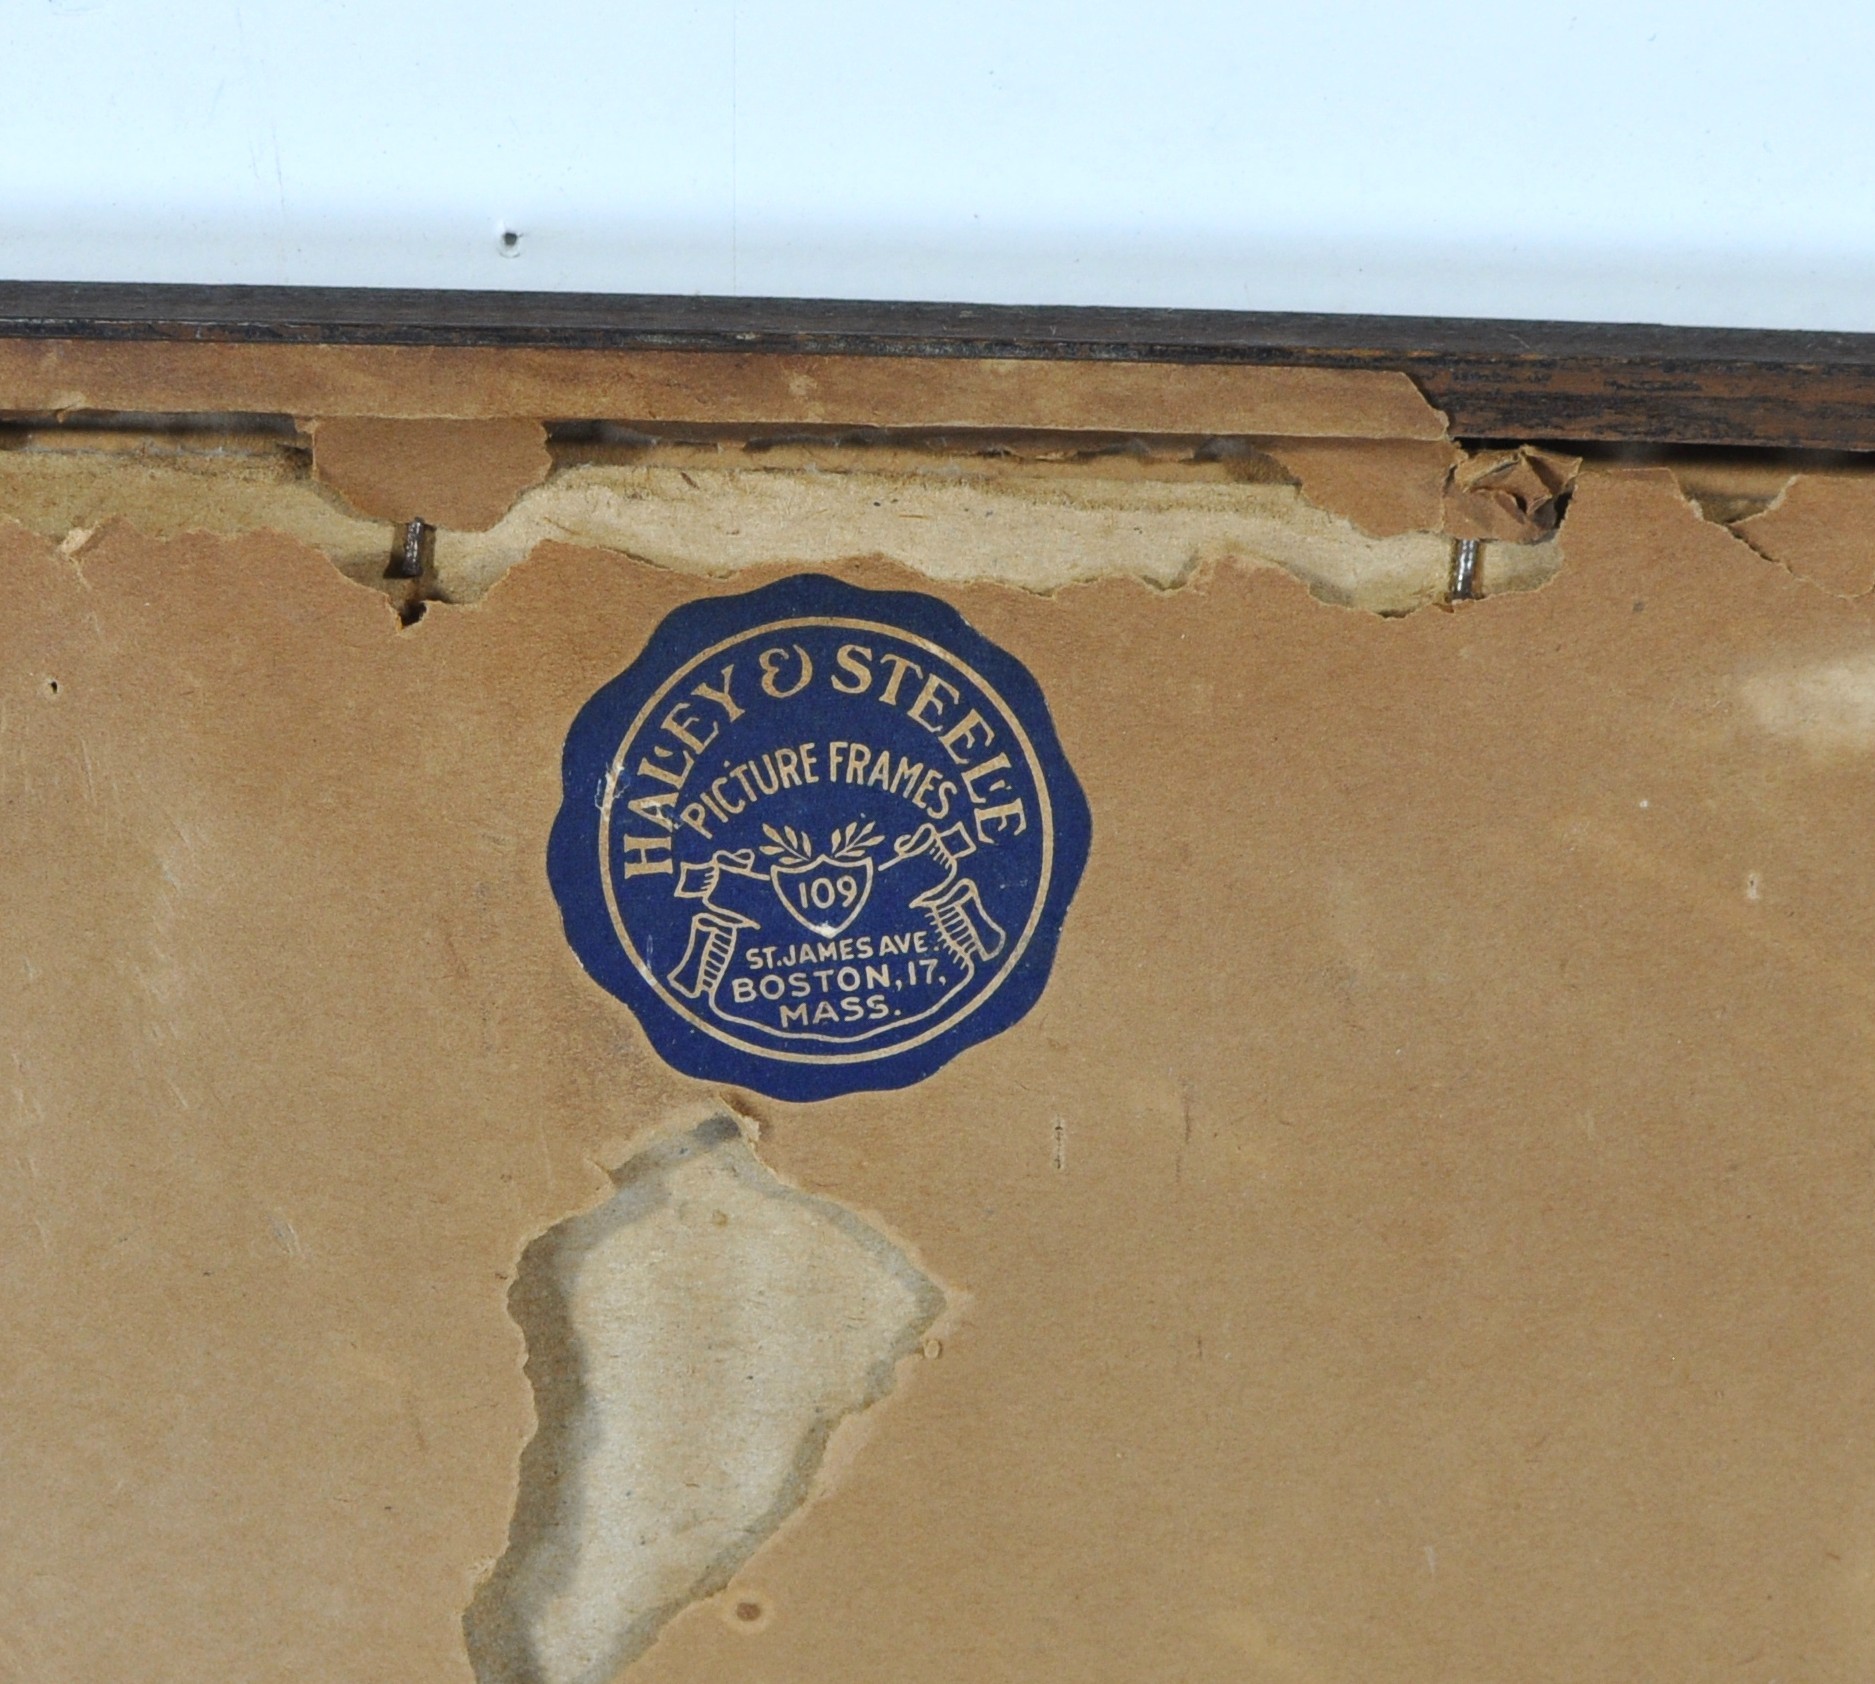 HALEY & STEELE
PICTURE FRAMES
109
ST. JAMES AVE.
BOSTON, 17,
MASS.